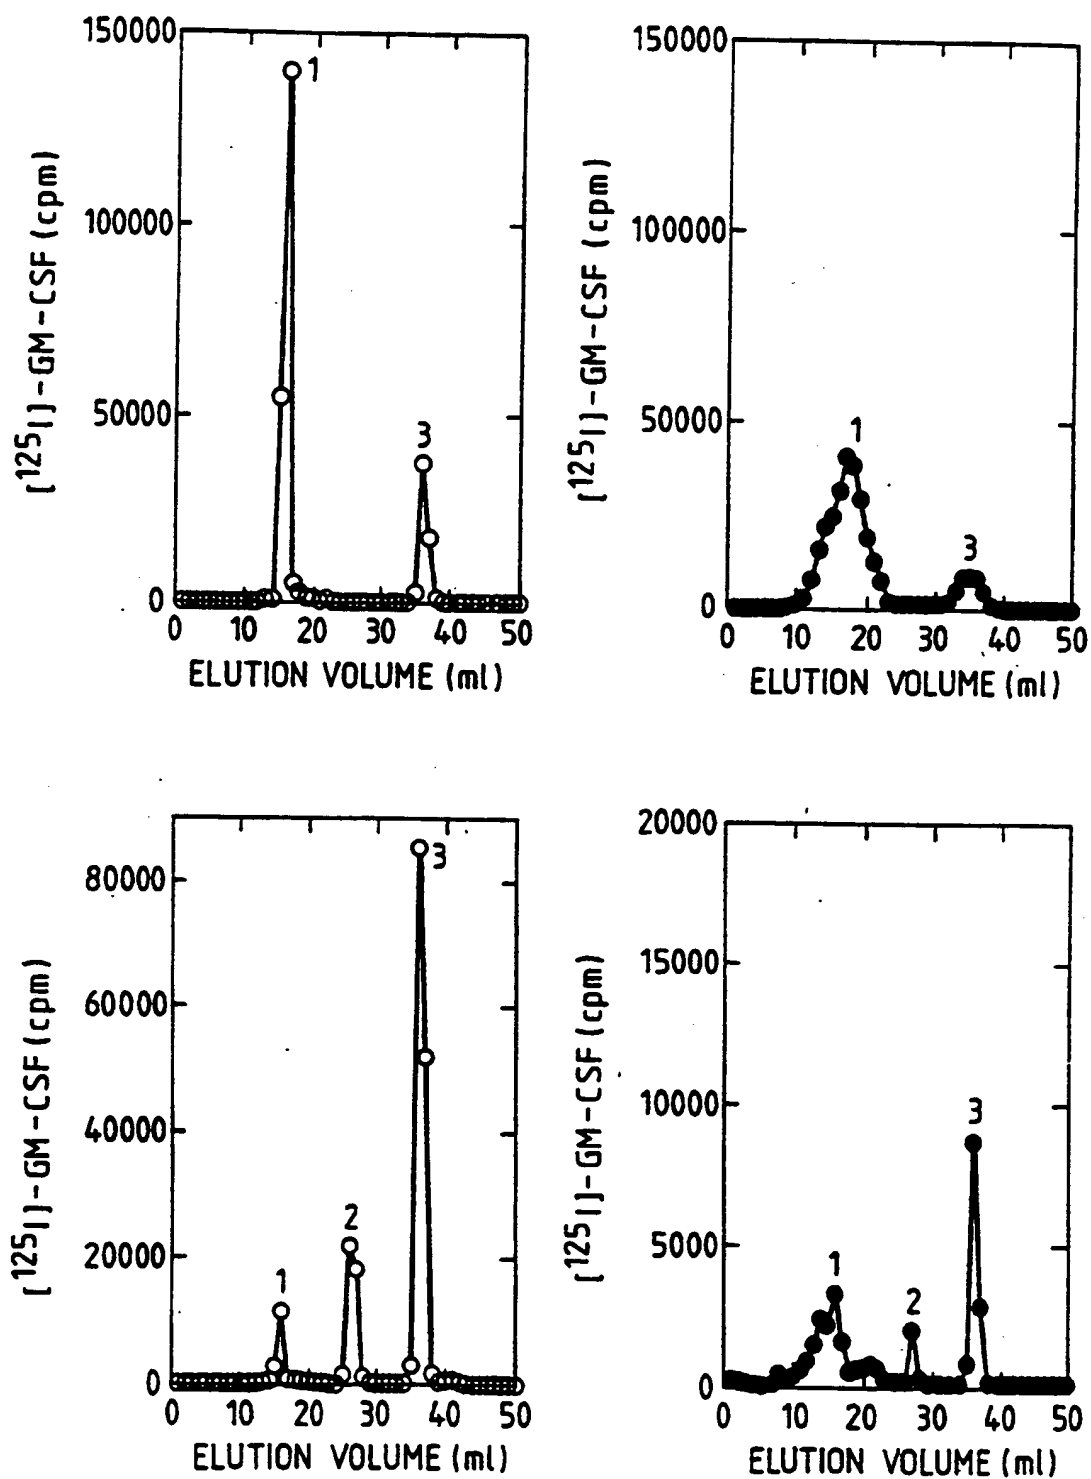 150000
100000
50000
0
[125I]-GM-CSF (cpm)
1
3
0 10 20 30 40 50
ELUTION VOLUME (ml)
150000
100000
50000
0
[125I]-GM-CSF (cpm)
1
3
0 10 20 30 40 50
ELUTION VOLUME (ml)
80000
60000
40000
20000
0
[125I]-GM-CSF (cpm)
1
2
3
0 10 20 30 40 50
ELUTION VOLUME (ml)
20000
15000
10000
5000
0
[125I]-GM-CSF (cpm)
1
2
3
0 10 20 30 40 50
ELUTION VOLUME (ml)